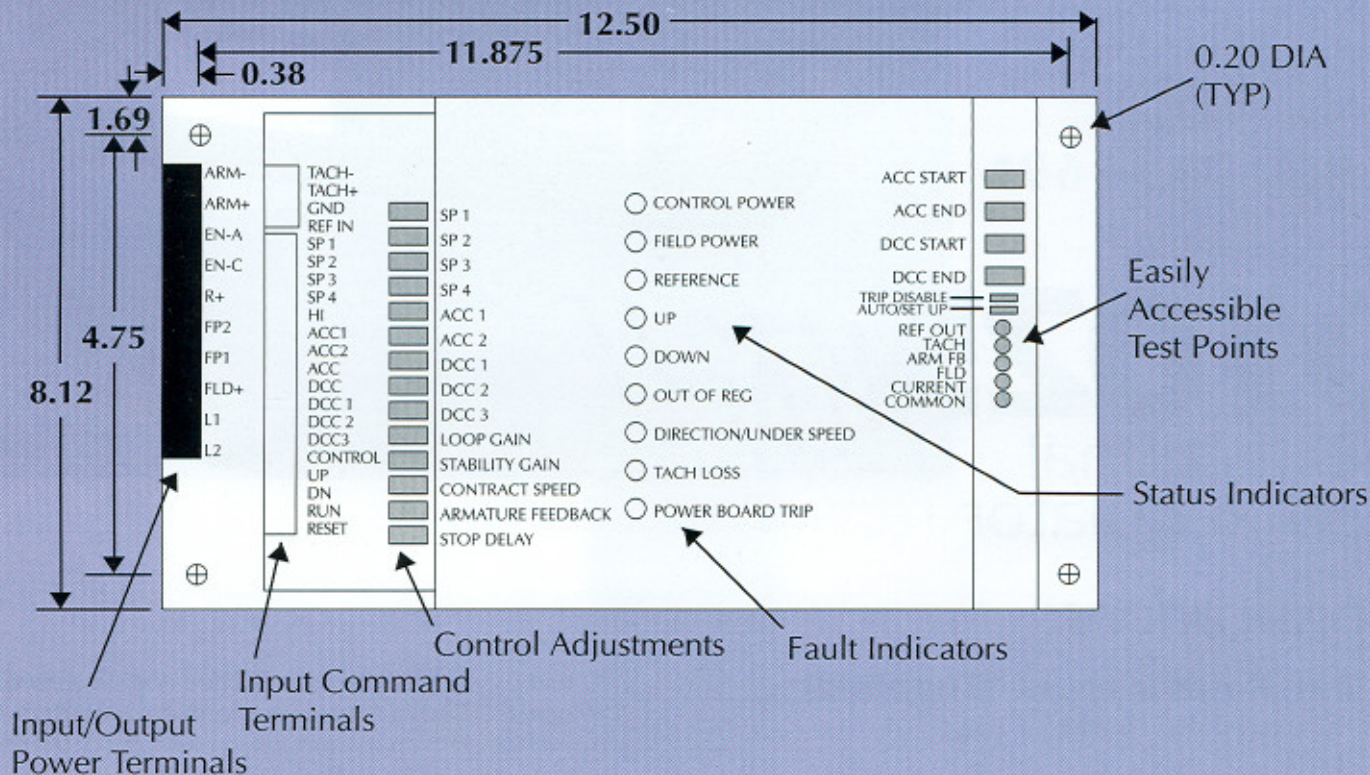 12.50
11.875
0.38
0.20 DIA
(TYP)
1.69
4.75
8.12
ARM-
ARM+
EN-A
EN-C
R+
FP2
FP1
FLD+
L1
L2
TACH-
TACH+
GND
REF IN
SP 1
SP 2
SP 3
SP 4
HI
ACC1
ACC2
ACC
DCC
DCC 1
DCC 2
DCC3
CONTROL
UP
DN
RUN
RESET
SP 1
SP 2
SP 3
SP 4
ACC 1
ACC 2
DCC 1
DCC 2
DCC 3
LOOP GAIN
STABILITY GAIN
CONTRACT SPEED
ARMATURE FEEDBACK
STOP DELAY
CONTROL POWER
FIELD POWER
REFERENCE
UP
DOWN
OUT OF REG
DIRECTION/UNDER SPEED
TACH LOSS
POWER BOARD TRIP
ACC START
ACC END
DCC START
DCC END
TRIP DISABLE
AUTO/SET UP
REF OUT
TACH
ARM FB
FLD
CURRENT
COMMON
Easily
Accessible
Test Points
Status Indicators
Fault Indicators
Control Adjustments
Input Command
Terminals
Input/Output
Power Terminals